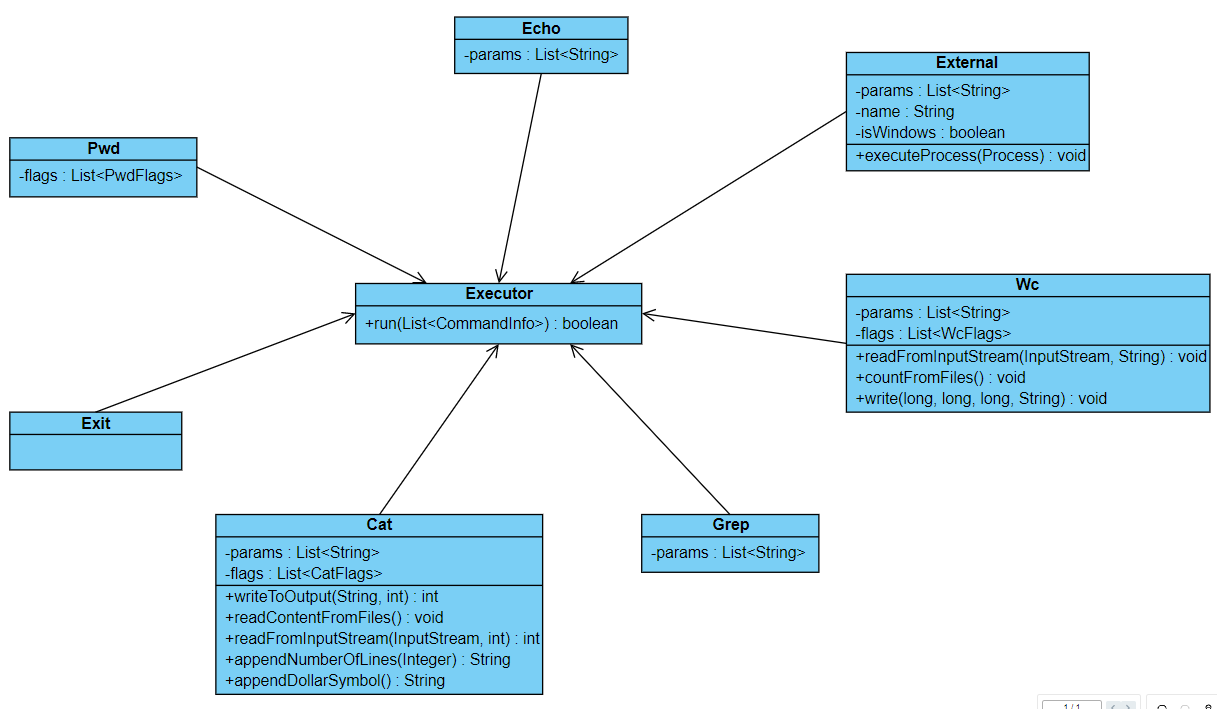 Echo
-params : List<String>
External
-params : List<String>
-name : String
-isWindows : boolean
+executeProcess(Process) : void
Pwd
-flags : List<PwdFlags>
Executor
+run(List<CommandInfo>) : boolean
Wc
-params : List<String>
-flags : List<WcFlags>
+readFromInputStream(InputStream, String) : void
+countFromFiles() : void
+write(long, long, long, String) : void
Exit
Cat
-params : List<String>
-flags : List<CatFlags>
+writeToOutput(String, int) : int
+readContentFromFiles() : void
+readFromInputStream(InputStream, int) : int
+appendNumberOfLines(Integer) : String
+appendDollarSymbol() : String
Grep
-params : List<String>
1 / 1